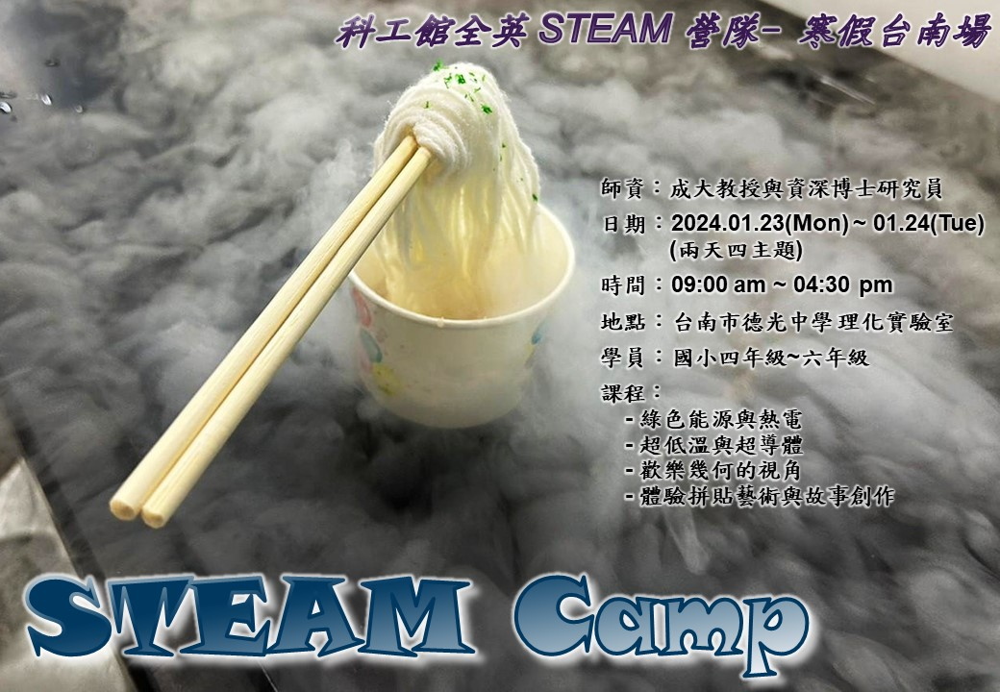 科工館全英 STEAM 營隊- 寒假台南場
師資：成大教授與資深博士研究員
日期：2024.01.23(Mon) ~ 01.24(Tue)
(兩天四主題)
時間：09:00 am ~ 04:30 pm
地點：台南市德光中學 理化實驗室
學員：國小四年級~六年級
課程：
- 綠色能源與熱電
- 超低溫與超導體
- 歡樂幾何的視角
- 體驗拼貼藝術與故事創作
STEAM Camp